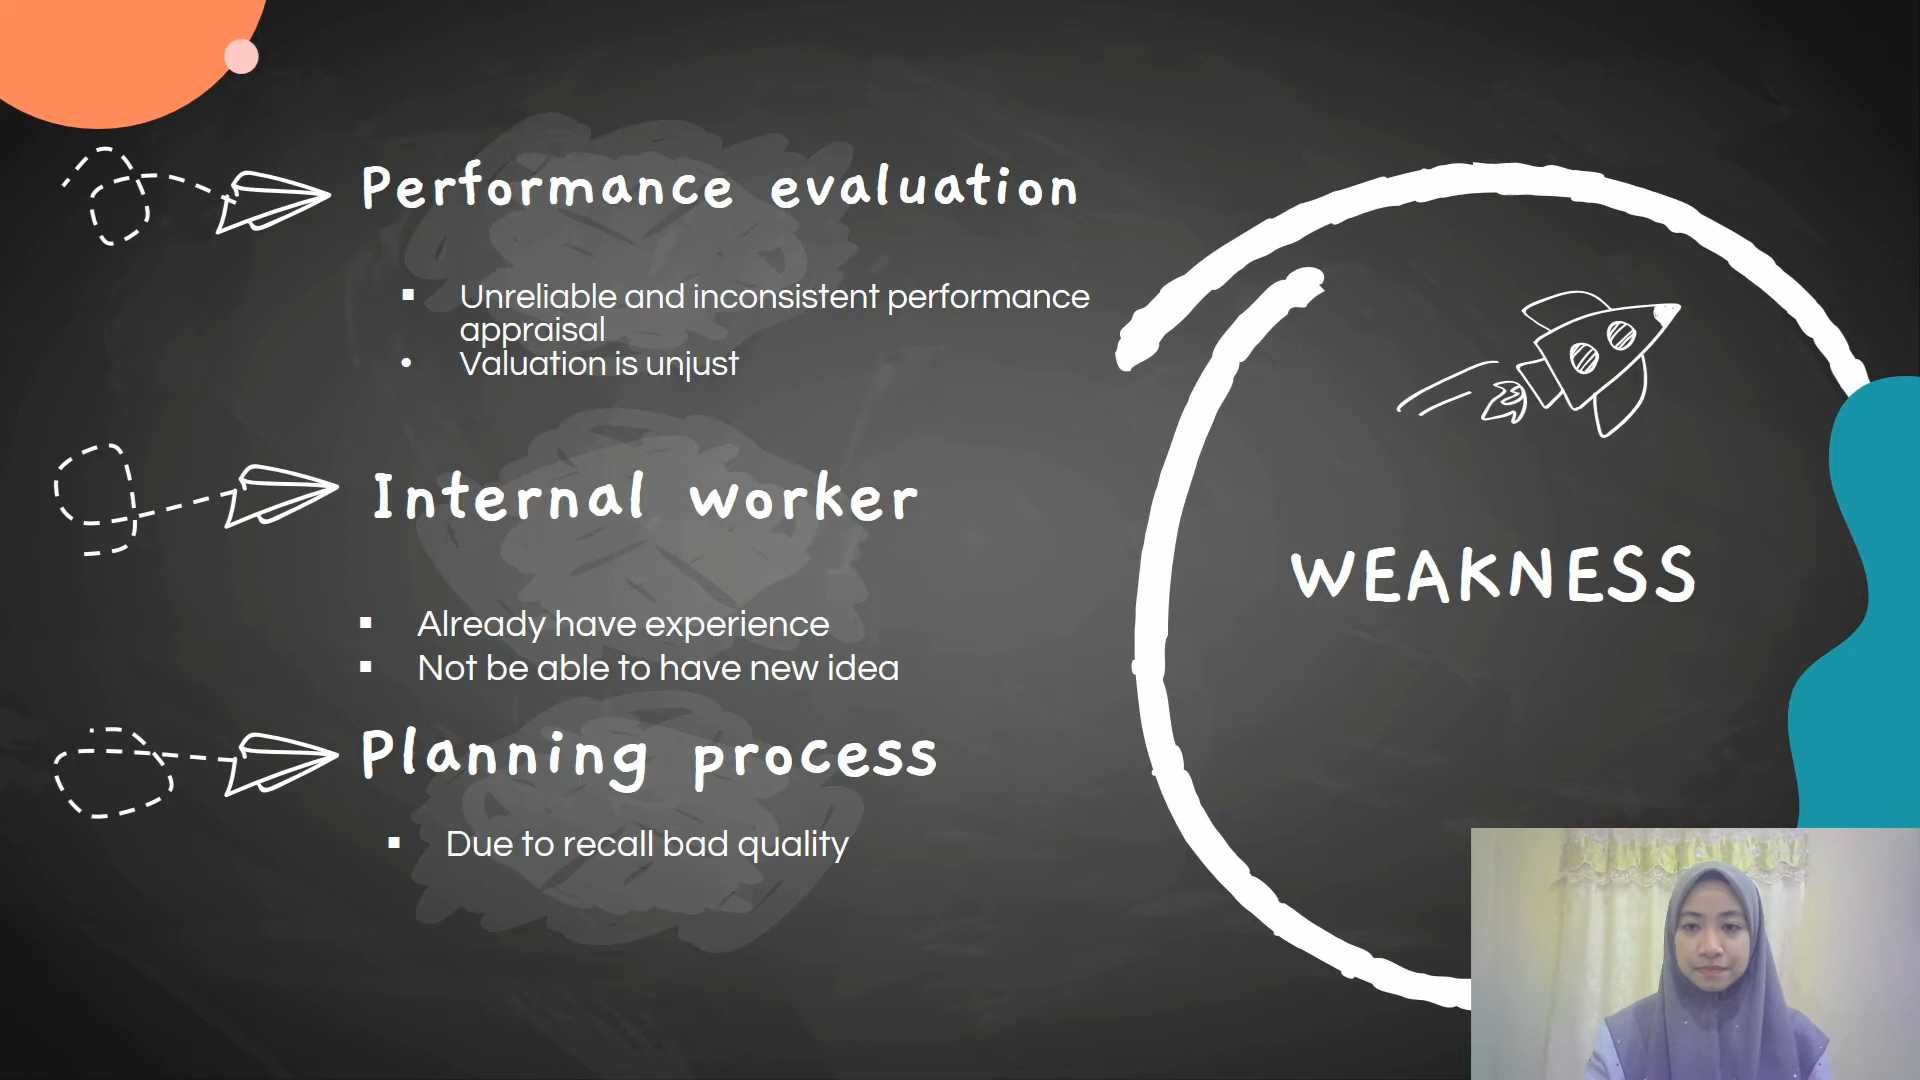 Performance evaluation
Unreliable and inconsistent performance
appraisal
Valuation is unjust
Internal worker
Already have experience
Not be able to have new idea
Planning process
Due to recall bad quality
WEAKNESS